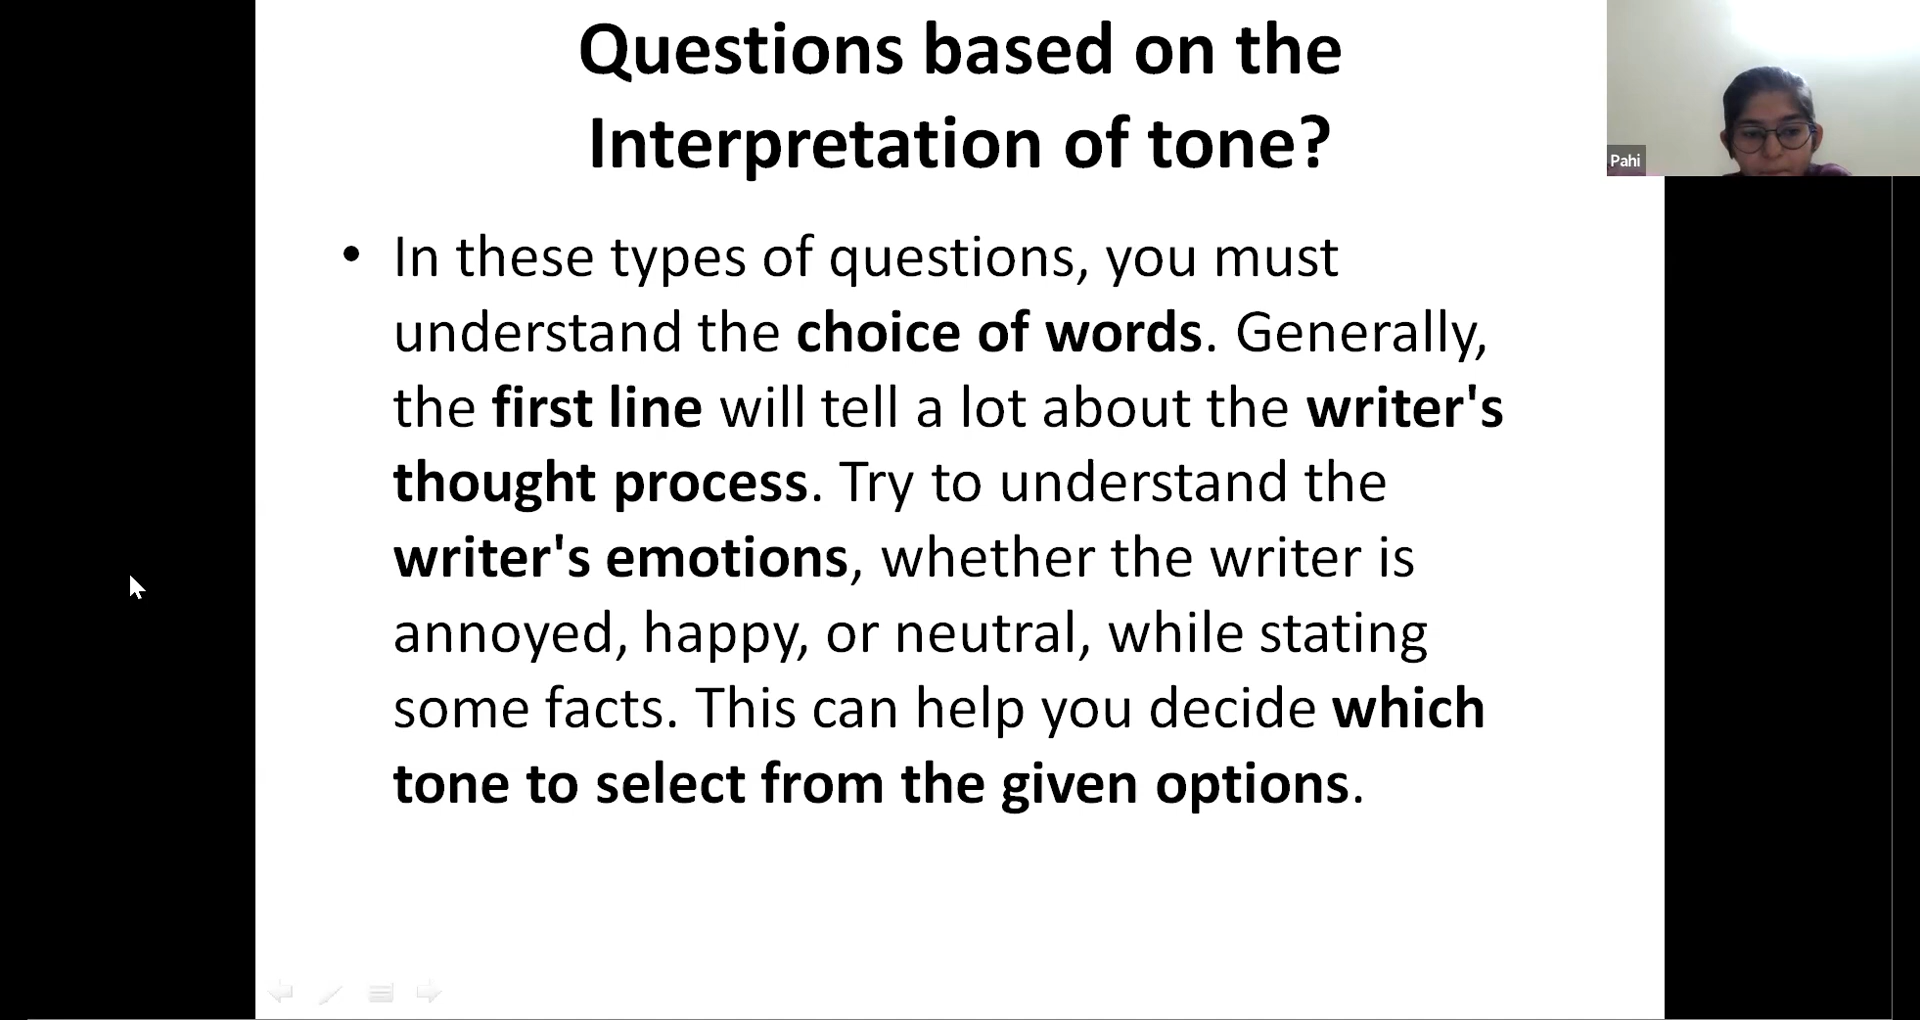 Questions based on the
Interpretation of tone?
Pahi
• In these types of questions, you must
understand the choice of words. Generally,
the first line will tell a lot about the writer's
thought process. Try to understand the
writer's emotions, whether the writer is
annoyed, happy, or neutral, while stating
some facts. This can help you decide which
tone to select from the given options.